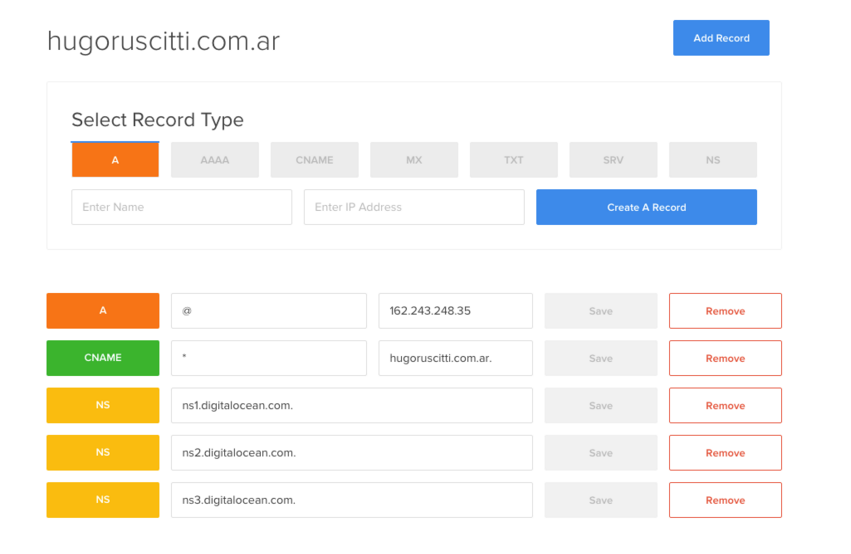 hugoruscitti.com.ar Add Record
Select Record Type
A AAAA CNAME MX TXT SRV NS
Enter Name Enter IP Address Create A Record
A @ 162.243.248.35 Save Remove
CNAME * hugoruscitti.com.ar. Save Remove
NS ns1.digitalocean.com. Save Remove
NS ns2.digitalocean.com. Save Remove
NS ns3.digitalocean.com. Save Remove